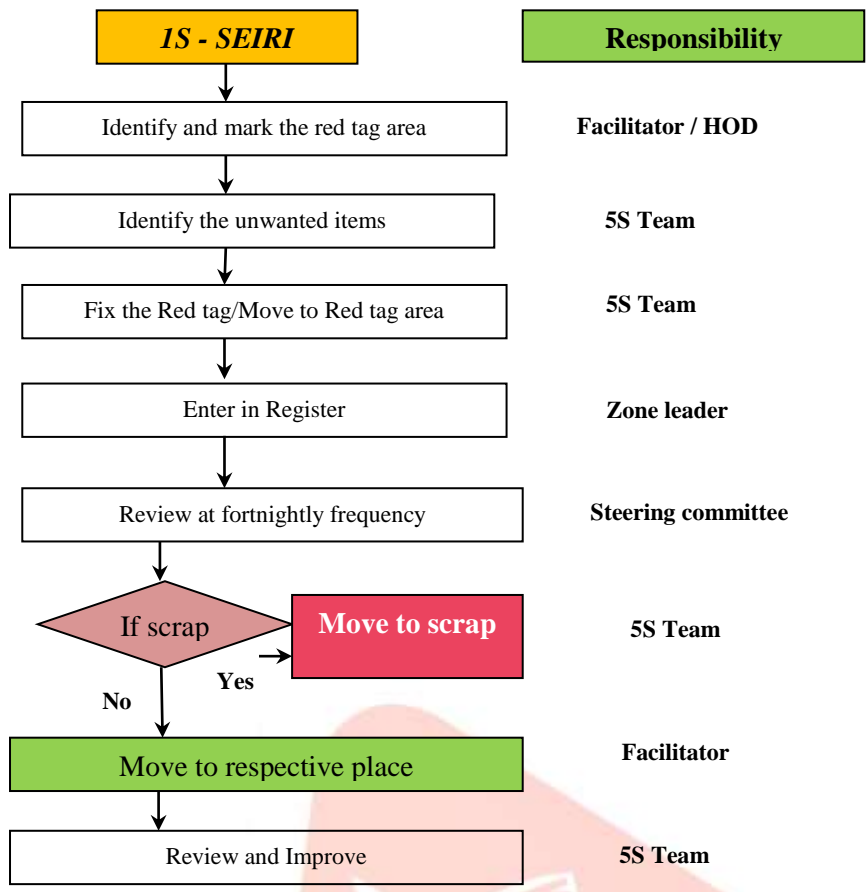 1S - SEIRI
Responsibility
Identify and mark the red tag area
Facilitator / HOD
Identify the unwanted items
5S Team
Fix the Red tag/Move to Red tag area
5S Team
Enter in Register
Zone leader
Review at fortnightly frequency
Steering committee
If scrap
Move to scrap
5S Team
Yes
No
Move to respective place
Facilitator
Review and Improve
5S Team